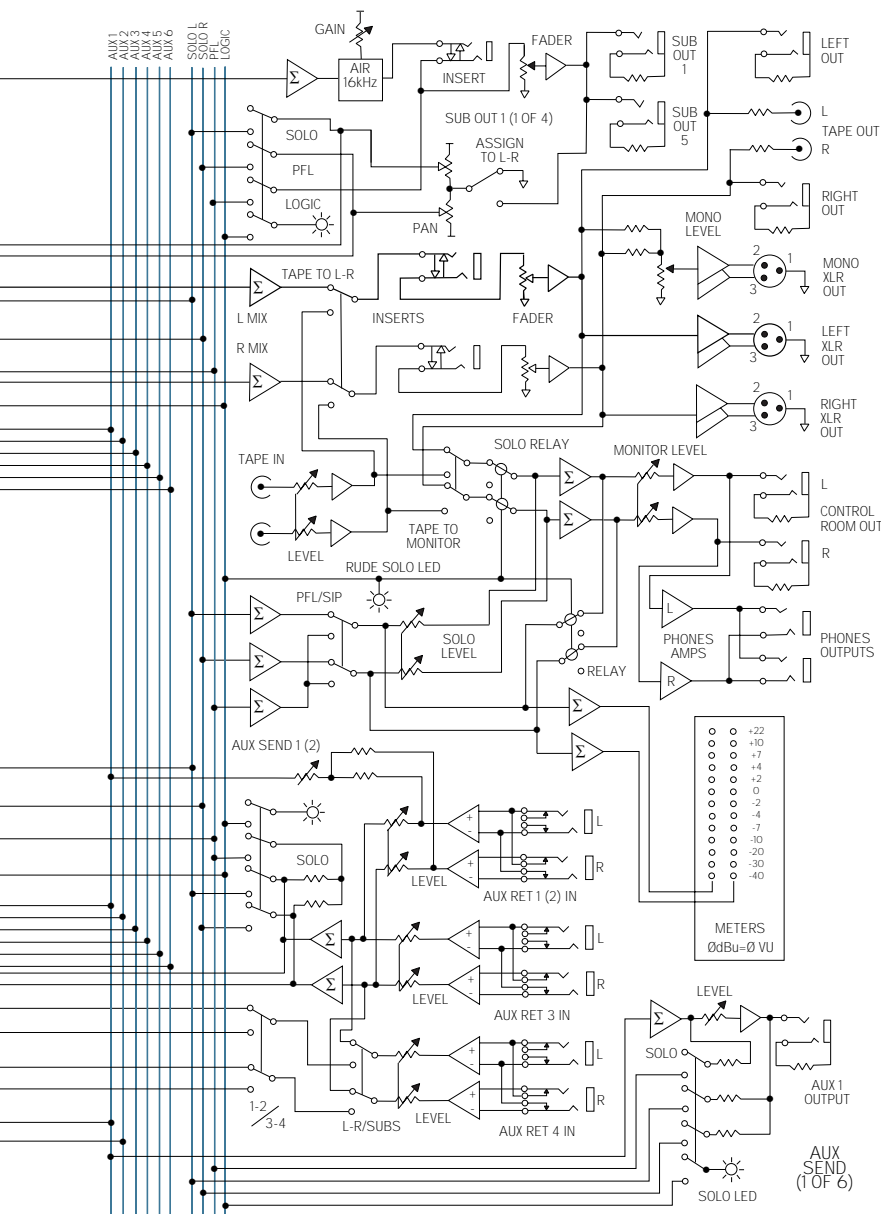 AUX 1
AUX 2
AUX 3
AUX 4
AUX 5
AUX 6
SOLO L
SOLO R
PFL
LOGIC
GAIN
Σ
AIR
16kHz
INSERT
FADER
SUB
OUT
1
LEFT
OUT
SUB OUT 1 (1 OF 4)
SUB
OUT
5
L
TAPE OUT
R
SOLO
PFL
LOGIC
ASSIGN
TO L-R
PAN
RIGHT
OUT
MONO
LEVEL
2
1
3
MONO
XLR
OUT
TAPE TO L-R
Σ
L MIX
INSERTS
FADER
R MIX
Σ
2
1
3
LEFT
XLR
OUT
2
1
3
RIGHT
XLR
OUT
SOLO RELAY
MONITOR LEVEL
TAPE IN
LEVEL
Σ
Σ
TAPE TO
MONITOR
L
CONTROL
ROOM OUT
R
RUDE SOLO LED
PFL/SIP
Σ
Σ
Σ
SOLO
LEVEL
RELAY
L
PHONES
AMPS
R
PHONES
OUTPUTS
Σ
Σ
AUX SEND 1 (2)
+22
+10
+7
+4
+2
0
-2
-4
-7
-10
-20
-30
-40
METERS
ØdBu=Ø VU
SOLO
LEVEL
+
-
L
+
-
R
AUX RET 1 (2) IN
Σ
Σ
LEVEL
+
-
L
+
-
R
AUX RET 3 IN
1-2
3-4
L-R/SUBS
LEVEL
+
-
L
+
-
R
AUX RET 4 IN
Σ
LEVEL
SOLO
AUX 1
OUTPUT
SOLO LED
AUX
SEND
(1 OF 6)